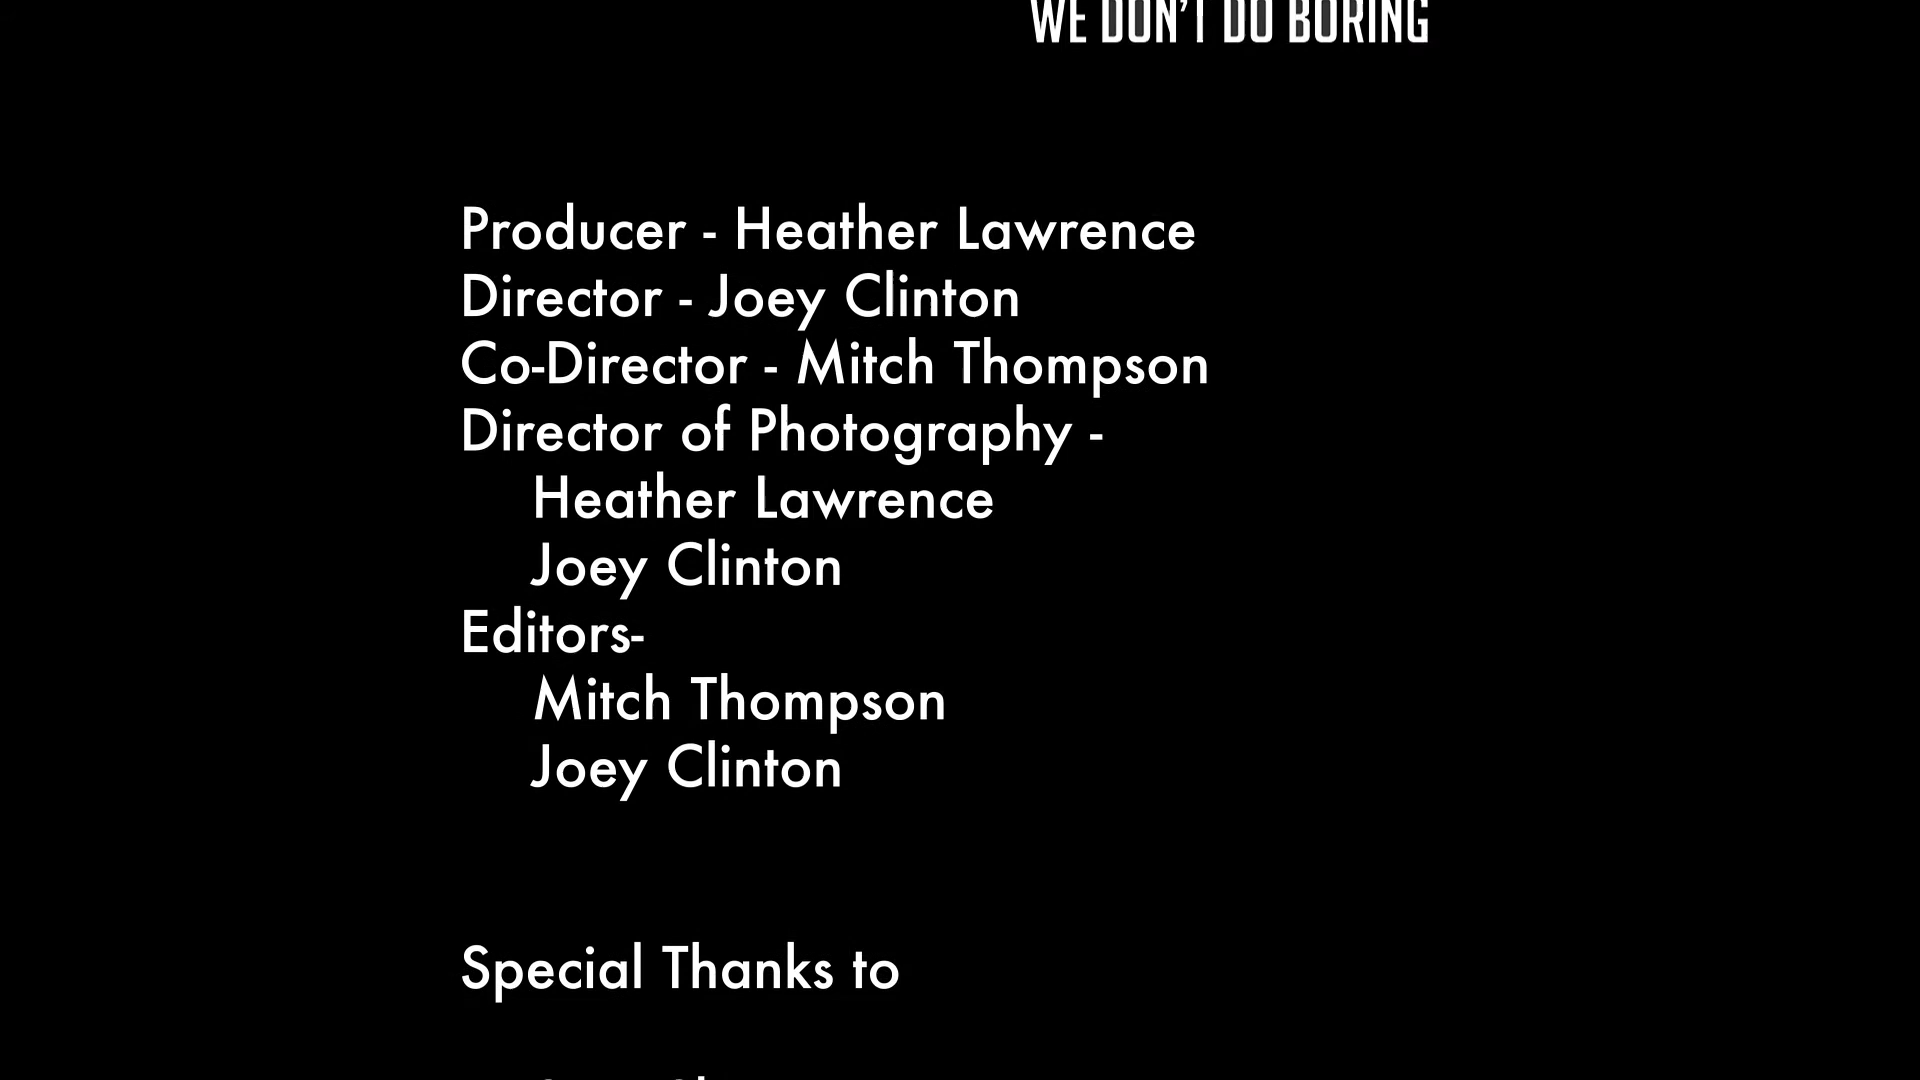 WE DON'T DO BORING
Producer - Heather Lawrence
Director - Joey Clinton
Co-Director - Mitch Thompson
Director of Photography -
Heather Lawrence
Joey Clinton
Editors-
Mitch Thompson
Joey Clinton
Special Thanks to